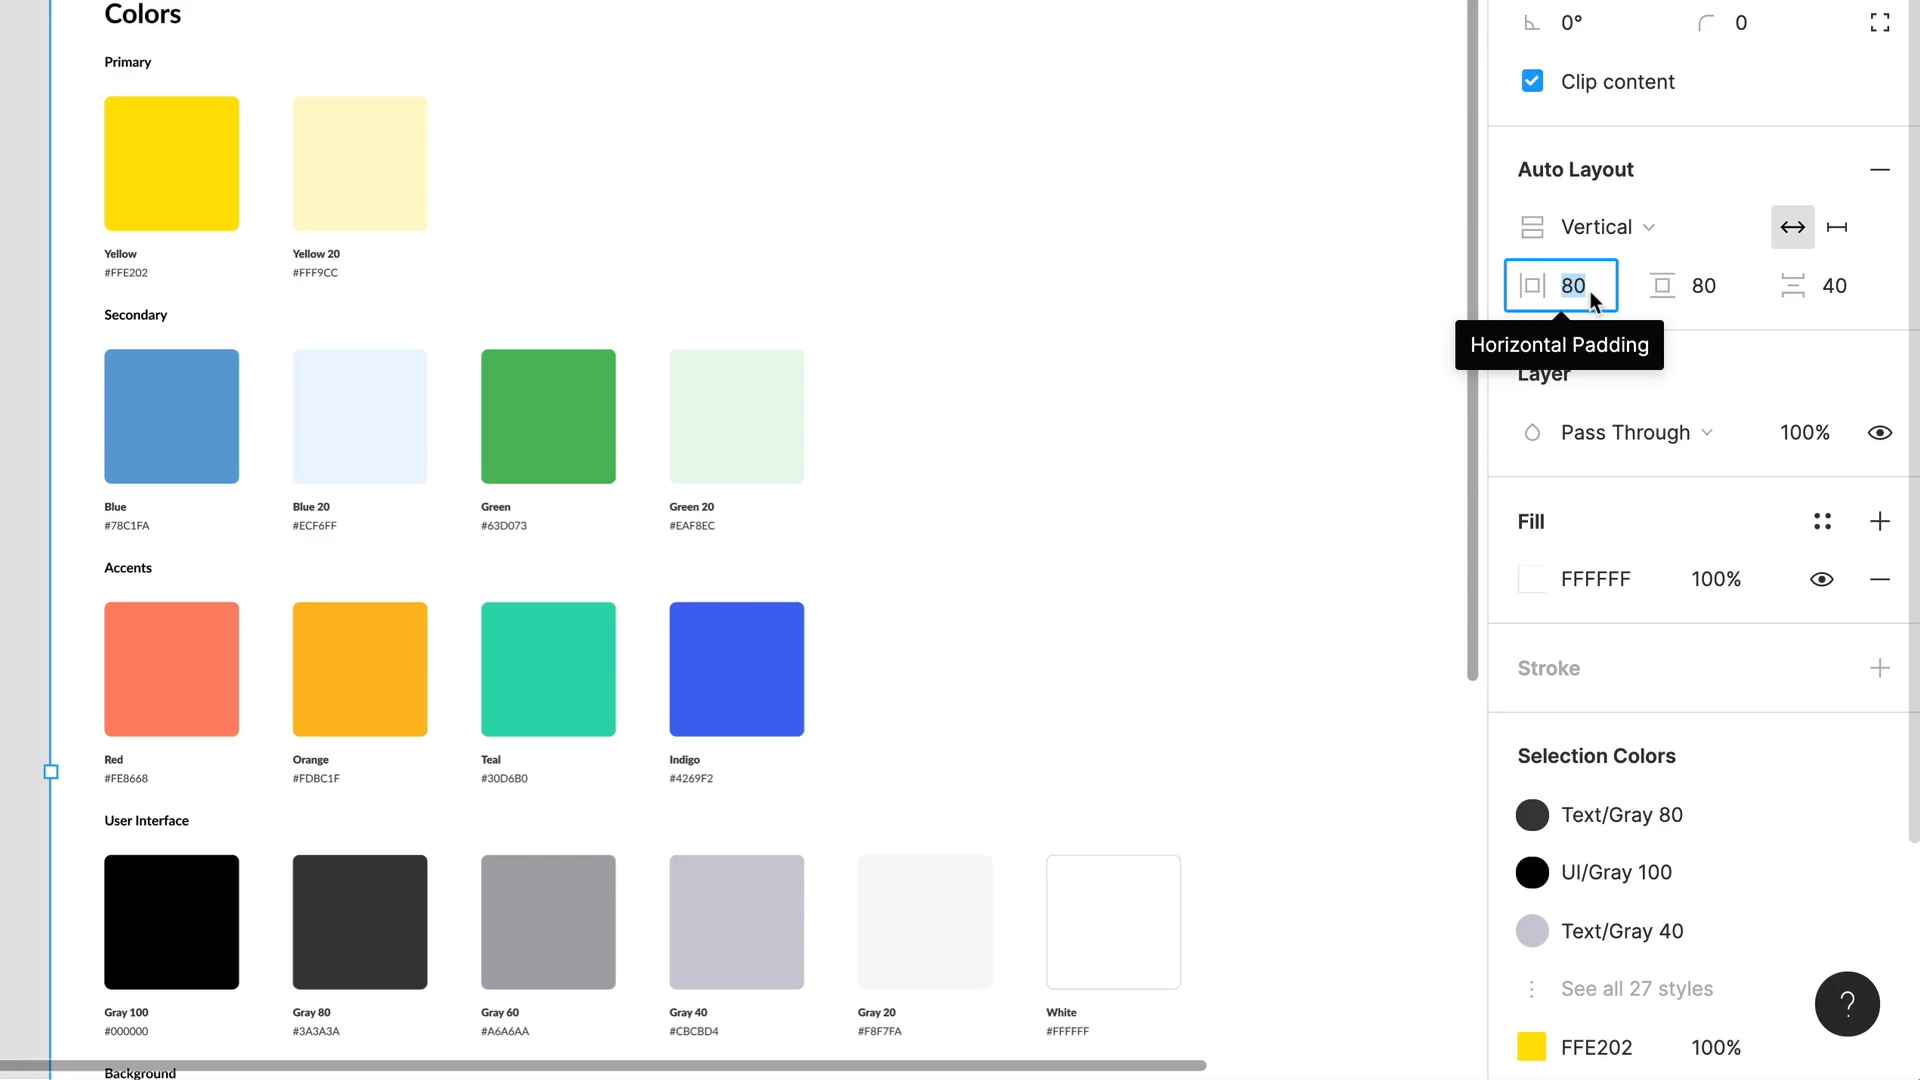 Colors
Primary
Yellow
#FFE202
Yellow 20
#FFF9CC
Secondary
Blue
#78C1FA
Blue 20
#ECF6FF
Green
#63D073
Green 20
#EAF8EC
Accents
Red
#FE8668
Orange
#FDBC1F
Teal
#30D6B0
Indigo
#4269F2
User Interface
Gray 100
#000000
Gray 80
#3A3A3A
Gray 60
#A6A6AA
Gray 40
#CBCBD4
Gray 20
#F8F7FA
White
#FFFFFF
Background
0° 0
Clip content
Auto Layout
Vertical
80 80 40
Horizontal Padding
Layer
Pass Through 100%
Fill
FFFFFF 100%
Stroke
Selection Colors
Text/Gray 80
UI/Gray 100
Text/Gray 40
See all 27 styles
?
FFE202 100%